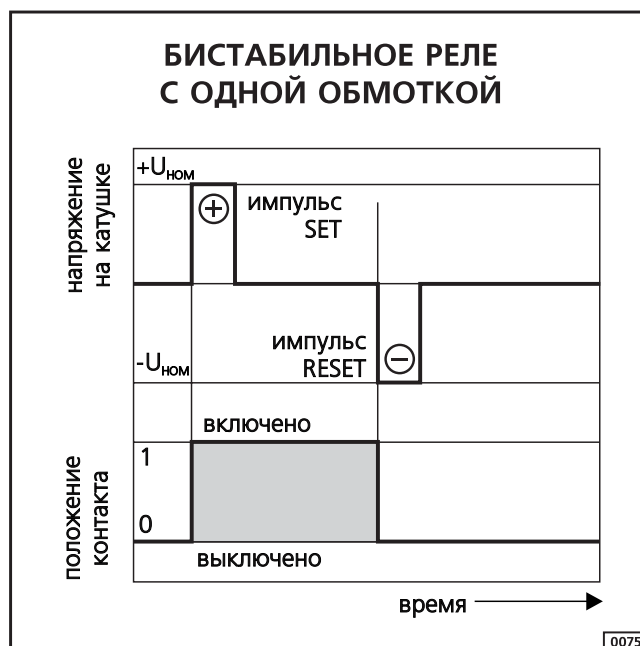 БИСТАБИЛЬНОЕ РЕЛЕ
С ОДНОЙ ОБМОТКОЙ
напряжение
на катушке
+Uном
+
импульс
SET
импульс
RESET
−
-Uном
включено
положение
контакта
1
0
выключено
время
0075